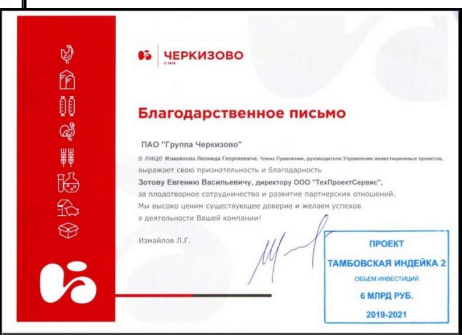 ЧЕРКИЗОВО
Благодарственное письмо
ПАО "Группа Черкизово"
в лице Измайлова Леонида Георгиевича, Члена Правления, руководителя Управления инвестиционных проектов,
выражает свою признательность и благодарность
Зотову Евгению Васильевичу, директору ООО "ТехПроектСервис",
за плодотворное сотрудничество и развитие партнерских отношений.
Мы высоко ценим существующее доверие и желаем успехов
в деятельности Вашей компании!
Измайлов Л.Г.
ПРОЕКТ
ТАМБОВСКАЯ ИНДЕЙКА 2
ОБЪЕМ ИНВЕСТИЦИЙ
6 МЛРД РУБ.
2019-2021